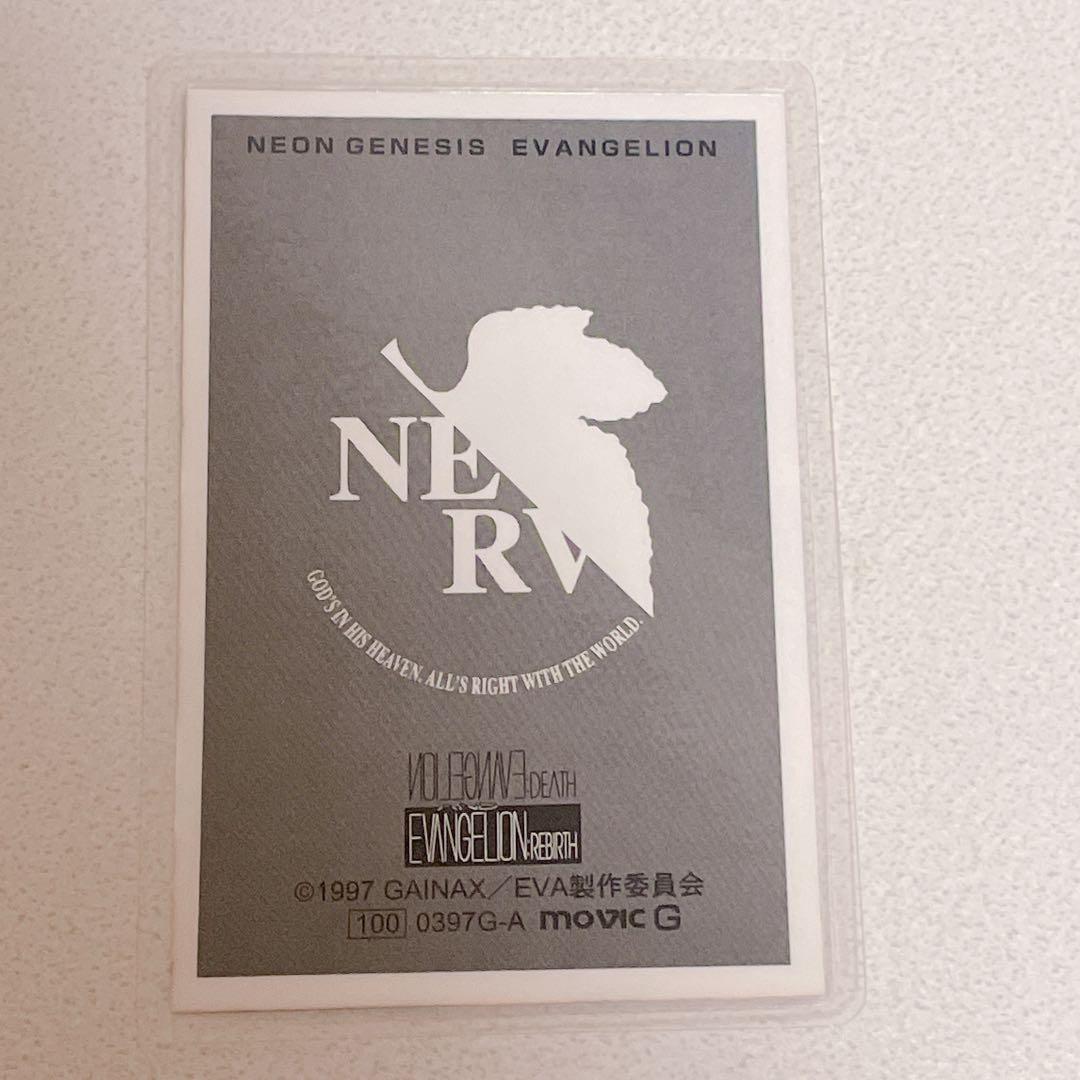 NEON GENESIS EVANGELION
NERV
GOD'S IN HIS HEAVEN. ALL'S RIGHT WITH THE WORLD.
EVANGELION:DEATH
AND
EVANGELION:REBIRTH
©1997 GAINAX／EVA製作委員会
100 0397G-A movic G